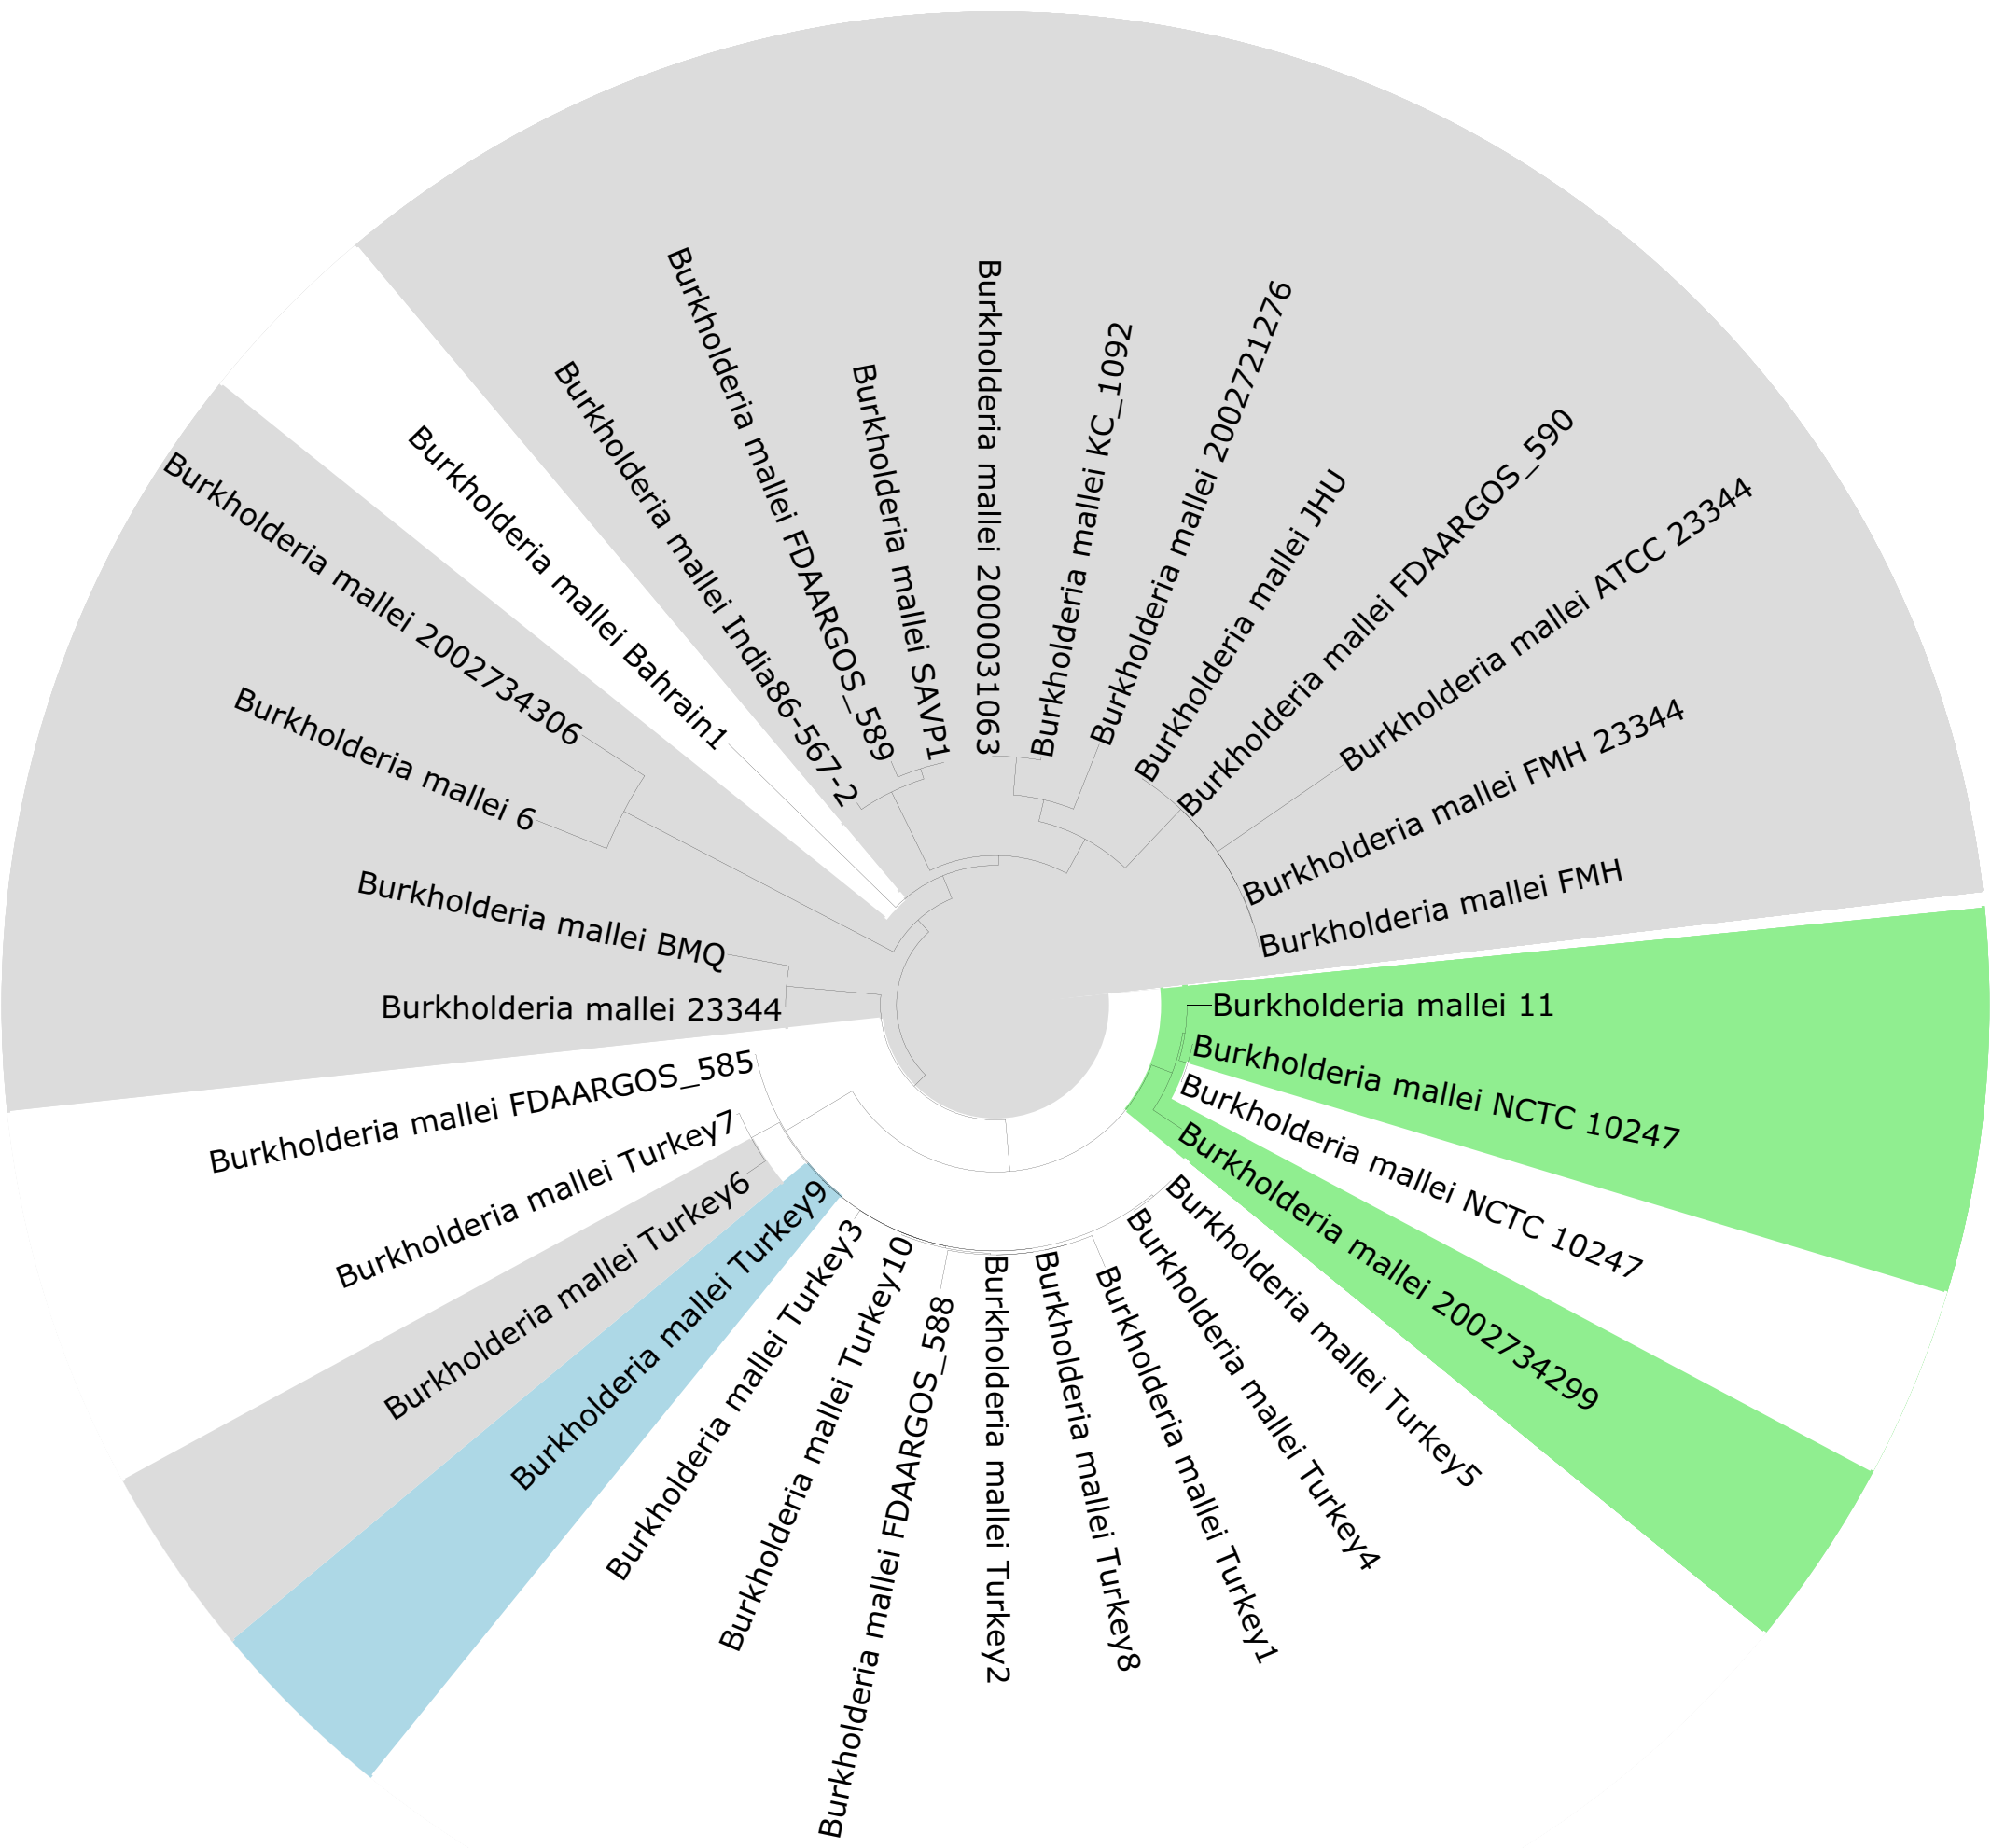 Burkholderia mallei 2002734306
Burkholderia mallei 6
Burkholderia mallei BMQ
Burkholderia mallei 23344
Burkholderia mallei Bahrain1
Burkholderia mallei India86-567-2
Burkholderia mallei FDAARGOS_589
Burkholderia mallei SAVP1
Burkholderia mallei 2000031063
Burkholderia mallei KC_1092
Burkholderia mallei 2002721276
Burkholderia mallei JHU
Burkholderia mallei FDAARGOS_590
Burkholderia mallei ATCC 23344
Burkholderia mallei FMH 23344
Burkholderia mallei FMH
Burkholderia mallei 11
Burkholderia mallei NCTC 10247
Burkholderia mallei NCTC 10247
Burkholderia mallei 2002734299
Burkholderia mallei Turkey5
Burkholderia mallei Turkey4
Burkholderia mallei Turkey1
Burkholderia mallei Turkey8
Burkholderia mallei Turkey2
Burkholderia mallei FDAARGOS_588
Burkholderia mallei Turkey10
Burkholderia mallei Turkey3
Burkholderia mallei Turkey9
Burkholderia mallei Turkey6
Burkholderia mallei Turkey7
Burkholderia mallei FDAARGOS_585